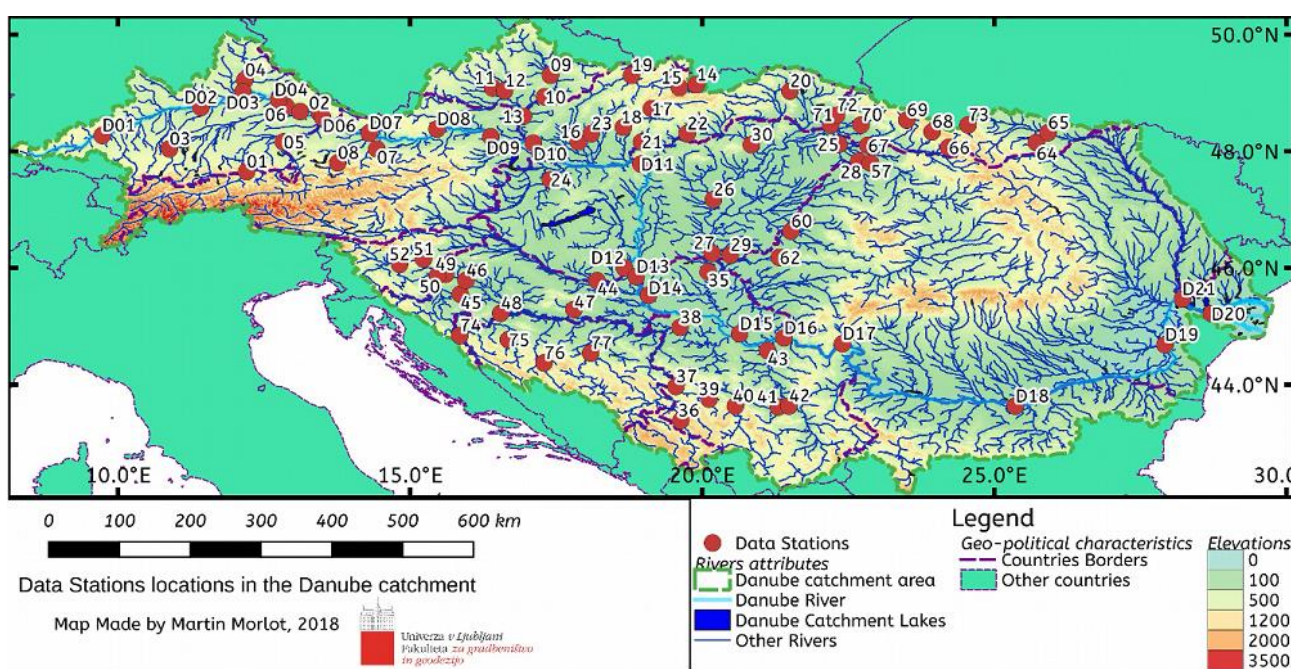 50.0°N
04
19
09
15
14
11
12
20
D02
D04
10
02
D03
17
72
69
73
06
13
23
18
71
70
68
65
D01
D06
D07
D08
16
22
03
05
21
30
25
67
66
64
48.0°N
01
08
07
D09
D10
D11
28
57
24
26
60
52
51
27
29
49
46
D12
D13
62
46.0°N
50
44
35
D21
45
48
47
D14
D20
38
D15
D16
74
D17
D19
75
77
43
76
37
44.0°N
39
40
41
42
D18
36
10.0°E
15.0°E
20.0°E
25.0°E
30.0
0 100 200 300 400 500 600 km
Data Stations locations in the Danube catchment
Map Made by Martin Morlot, 2018
Univerza v Ljubljani
Fakulteta za gradbeništvo
in geodezijo
Legend
Data Stations
Rivers attributes
Danube catchment area
Danube River
Danube Catchment Lakes
Other Rivers
Geo-political characteristics
Countries Borders
Other countries
Elevations
0
100
500
1200
2000
3500